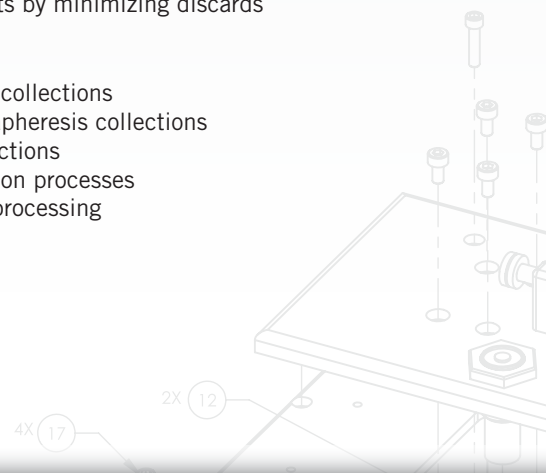 ts by minimizing discards
collections
pheresis collections
ctions
on processes
processing
2X 12
4X 17